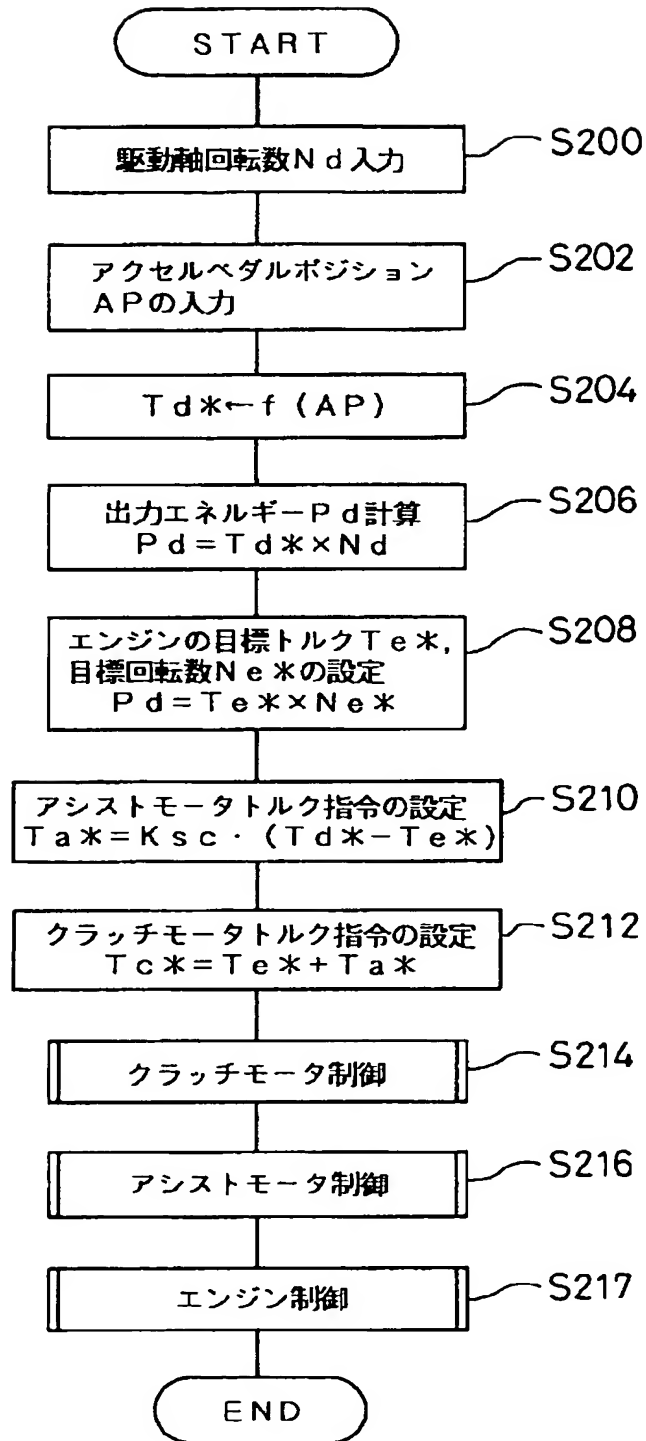 START
駆動軸回転数Nd入力
S200
アクセルペダルポジション
APの入力
S202
Td*←f(AP)
S204
出力エネルギーPd計算
Pd=Td*×Nd
S206
エンジンの目標トルクTe*,
目標回転数Ne*の設定
Pd=Te*×Ne*
S208
アシストモータトルク指令の設定
Ta*=Ksc・(Td*-Te*)
S210
クラッチモータトルク指令の設定
Tc*=Te*+Ta*
S212
クラッチモータ制御
S214
アシストモータ制御
S216
エンジン制御
S217
END